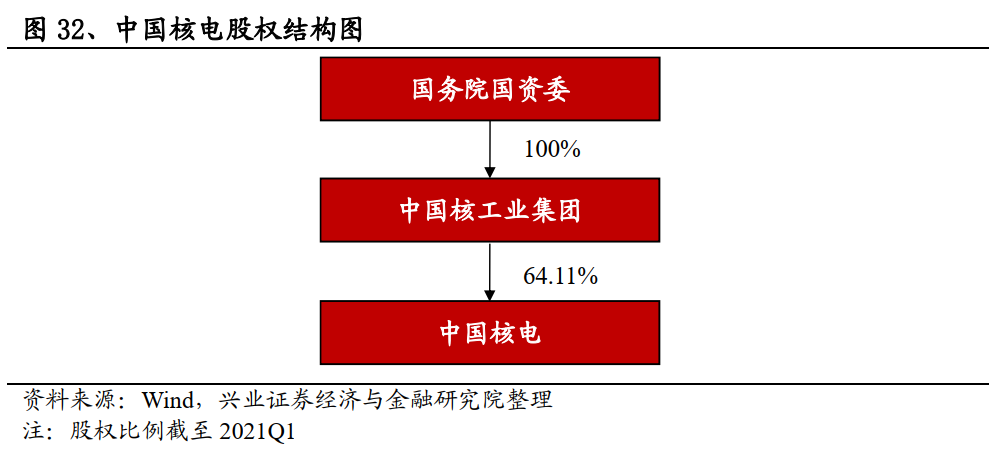 图 32、中国核电股权结构图
国务院国资委
100%
中国核工业集团
64.11%
中国核电
资料来源：Wind，兴业证券经济与金融研究院整理
注：股权比例截至 2021Q1